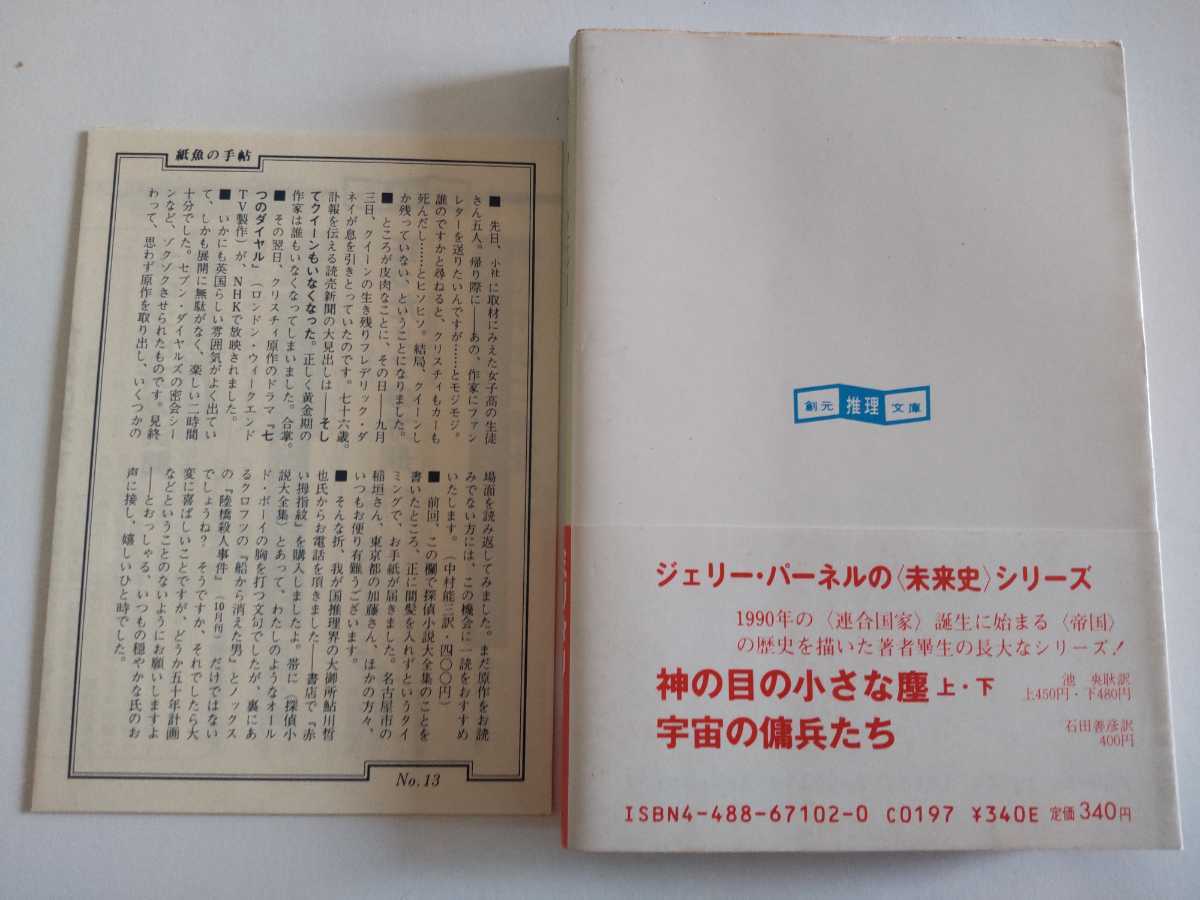 紙魚の手帖
■　先日、小社に取材にみえた女子高の生徒
さん五人。帰り際に――あの、作家にファン
レターを送りたいんですが……とモジモジ。
誰のですかと尋ねると、クリスチィもカーも
死んだし……とヒソヒソ。結局、クイーンし
か残っていない、ということになりました。
■　ところが皮肉なことに、その日――九月
三日、クイーンの生き残りフレデリック・ダ
ネイが息を引きとっていたのです。七十六歳。
訃報を伝える読売新聞の大見出しは――そし
てクイーンもいなくなった。正しく黄金期の
作家は誰もいなくなってしまいました。合掌。
■　その翌日、クリスチィ原作のドラマ『七
つのダイヤル』（ロンドン・ウィークエンド
TV製作）が、NHKで放映されました。
■　いかにも英国らしい雰囲気がよく出てい
て、しかも展開に無駄がなく、楽しい二時間
十分でした。セブン・ダイヤルズの密会シー
ンなど、ゾクゾクさせられたものです。見終
わって、思わず原作を取り出し、いくつかの
場面を読み返してみました。まだ原作をお読
みでない方には、この機会に一読をおすすめ
いたします。（中村能三訳・四〇〇円）
■　前回、この欄で探偵小説大全集のことを
書いたところ、正に間髪を入れずというタイ
ミングで、お手紙が届きました。名古屋市の
稲垣さん、東京都の加藤さん、ほかの方々、
いつもお便り有難うございます。
■　そんな折、我が国推理界の大御所鮎川哲
也氏からお電話を頂きました――書店で『赤
い拇指紋』を購入しましたよ。帯に（探偵小
説大全集）とあって、わたしのようなオール
ド・ボーイの胸を打つ文句でしたが、裏にあ
るクロフツの『船から消えた男』とノックス
の『陸橋殺人事件』（10月刊）　だけではない
でしょうね？　そうですか、それでしたら大
変に喜ばしいことですが、どうか五十年計画
などということのないようにお願いしますよ
――とおっしゃる、いつもの穏やかな氏のお
声に接し、嬉しいひと時でした。
No.13
創元 推理 文庫
ジェリー・パーネルの〈未来史〉シリーズ
1990年の〈連合国家〉誕生に始まる〈帝国〉
の歴史を描いた著者畢生の長大なシリーズ！
神の目の小さな塵 上・下
池　央耿訳
上450円・下480円
宇宙の傭兵たち
石田善彦訳
400円
ISBN4-488-67102-0 C0197 ¥340E 定価340円